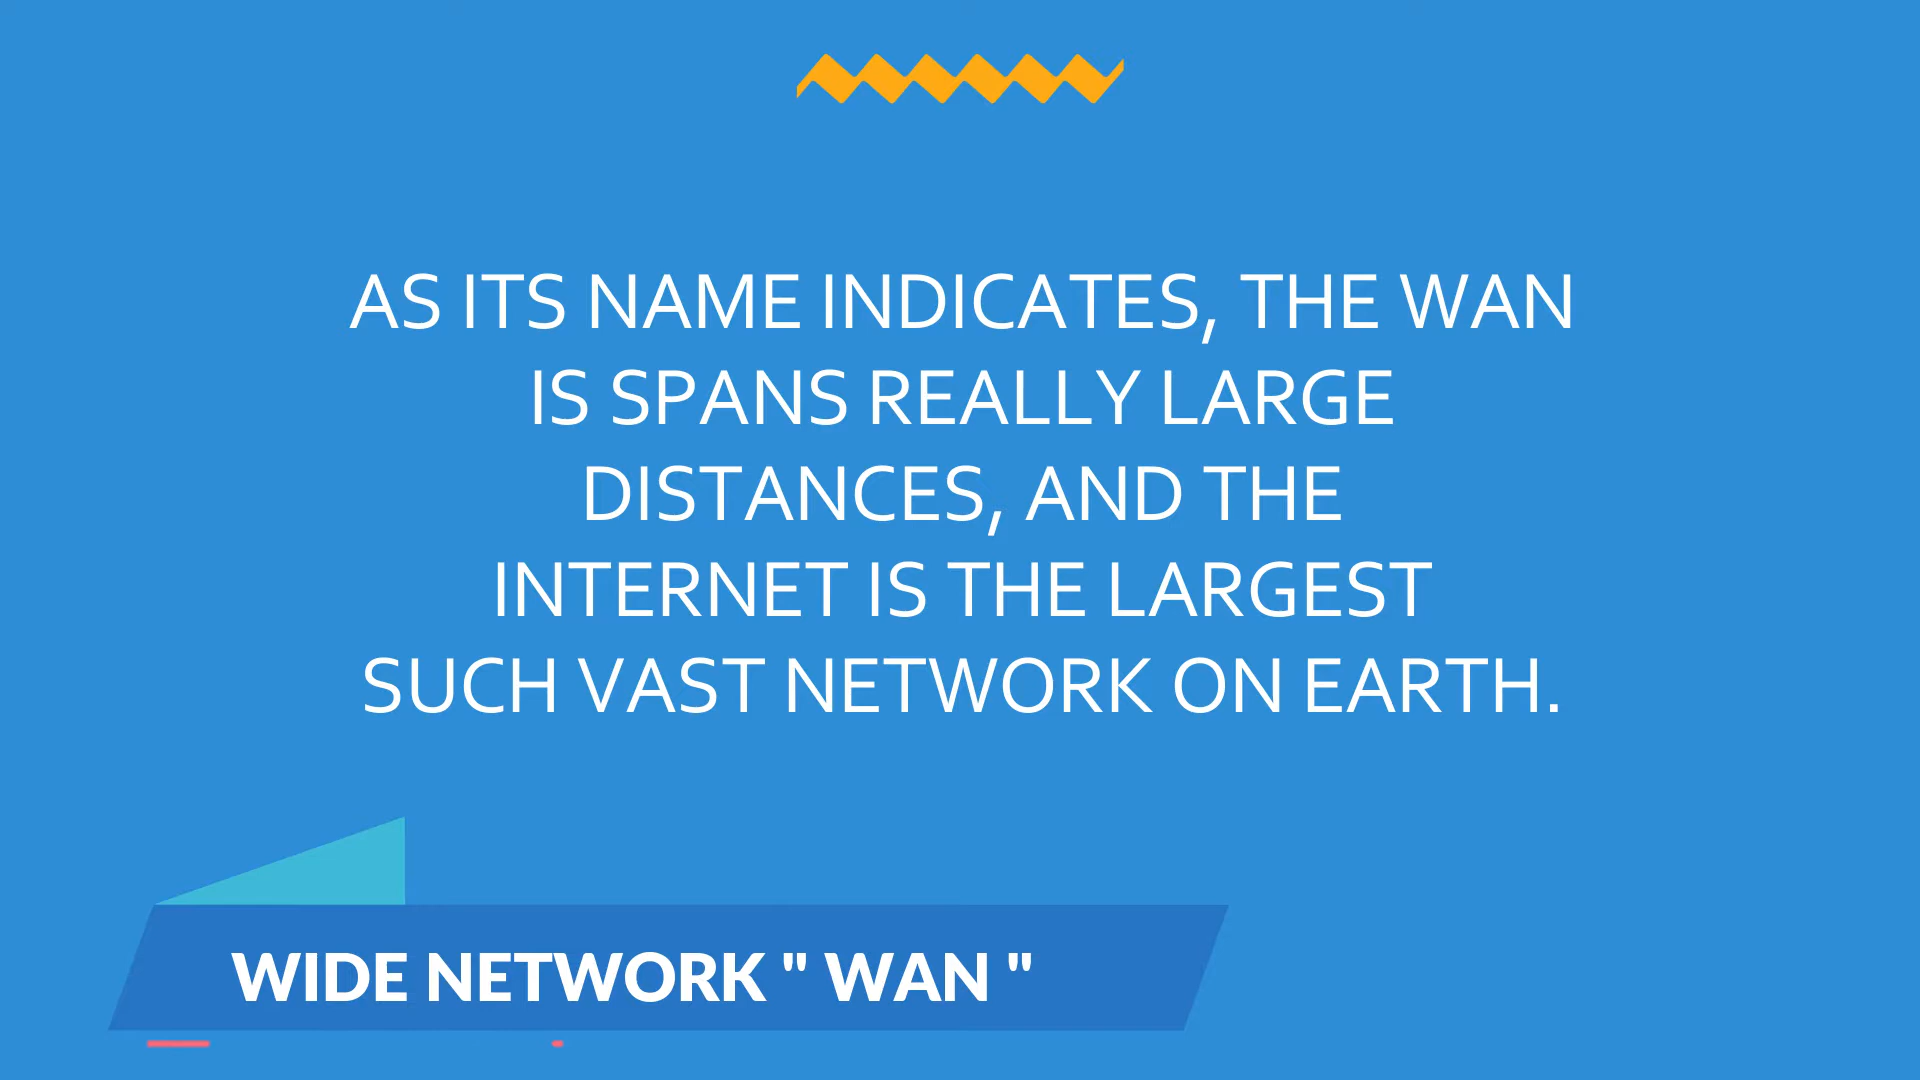 AS ITS NAME INDICATES, THE WAN
IS SPANS REALLY LARGE
DISTANCES, AND THE
INTERNET IS THE LARGEST
SUCH VAST NETWORK ON EARTH.
WIDE NETWORK " WAN "